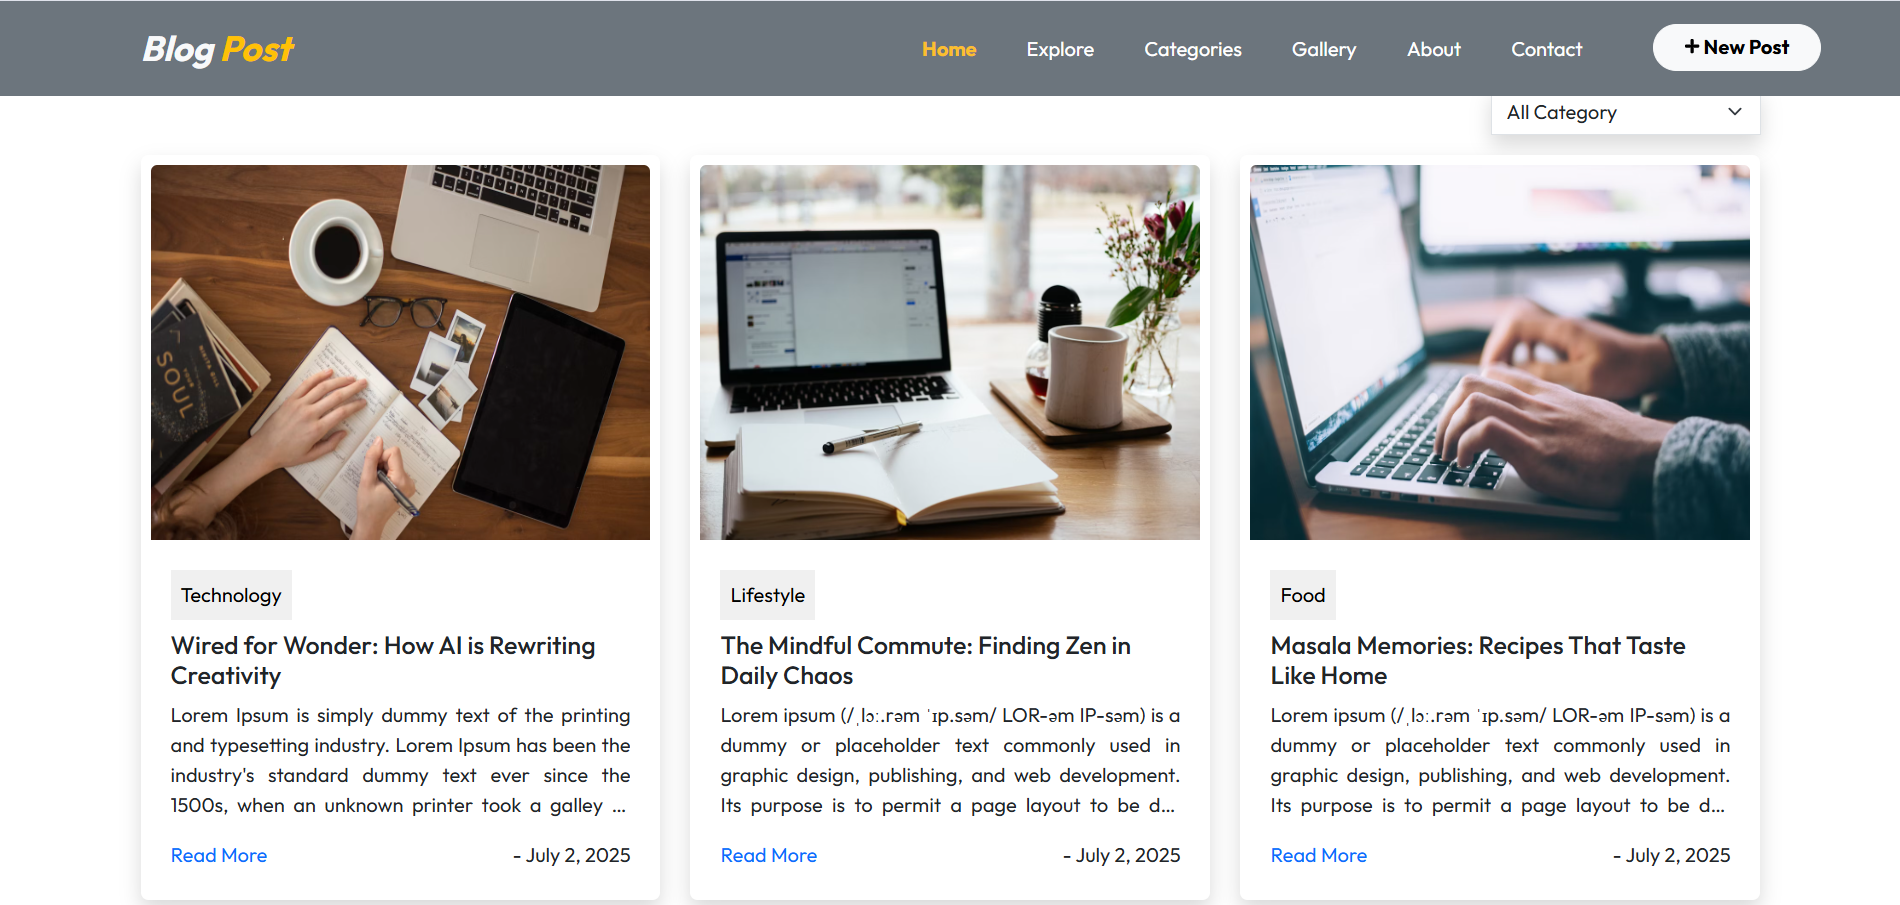 Blog Post
Home Explore Categories Gallery About Contact + New Post
All Category
SOUL
Technology
Wired for Wonder: How AI is Rewriting
Creativity
Lorem Ipsum is simply dummy text of the printing
and typesetting industry. Lorem Ipsum has been the
industry's standard dummy text ever since the
1500s, when an unknown printer took a galley ...
Read More - July 2, 2025
Lifestyle
The Mindful Commute: Finding Zen in
Daily Chaos
Lorem ipsum (/ˌlɔː.rəm ˈɪp.səm/ LOR-əm IP-səm) is a
dummy or placeholder text commonly used in
graphic design, publishing, and web development.
Its purpose is to permit a page layout to be d...
Read More - July 2, 2025
Food
Masala Memories: Recipes That Taste
Like Home
Lorem ipsum (/ˌlɔː.rəm ˈɪp.səm/ LOR-əm IP-səm) is a
dummy or placeholder text commonly used in
graphic design, publishing, and web development.
Its purpose is to permit a page layout to be d...
Read More - July 2, 2025